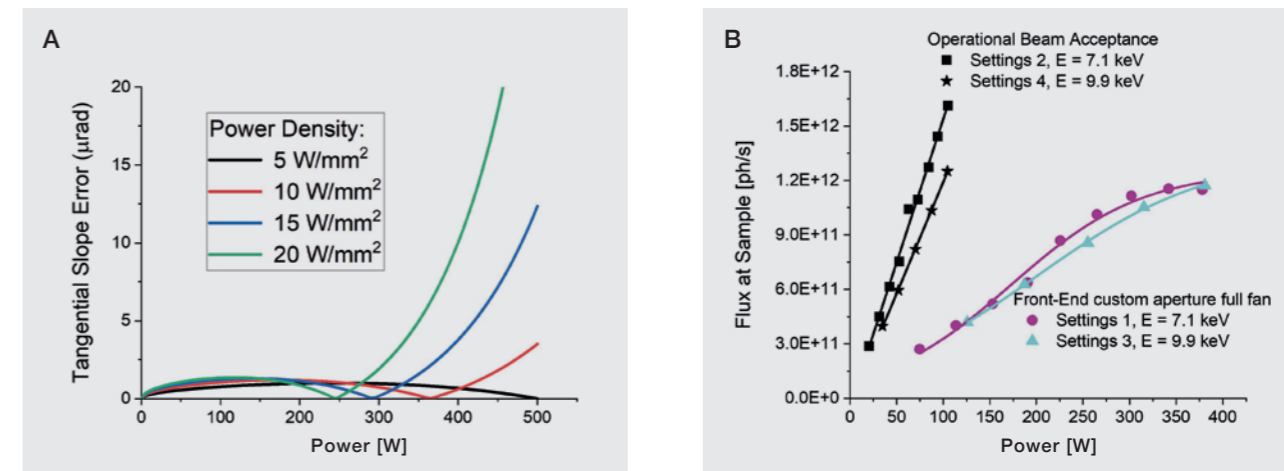 A
20
15
10
5
0
Tangential Slope Error (μrad)
Power Density:
5 W/mm²
10 W/mm²
15 W/mm²
20 W/mm²
0 100 200 300 400 500
Power [W]
B
Operational Beam Acceptance
Settings 2, E = 7.1 keV
Settings 4, E = 9.9 keV
1.8E+12
1.5E+12
1.2E+12
9.0E+11
6.0E+11
3.0E+11
0.0E+0
Flux at Sample [ph/s]
Front-End custom aperture full fan
Settings 1, E = 7.1 keV
Settings 3, E = 9.9 keV
0 50 100 150 200 250 300 350 400
Power [W]